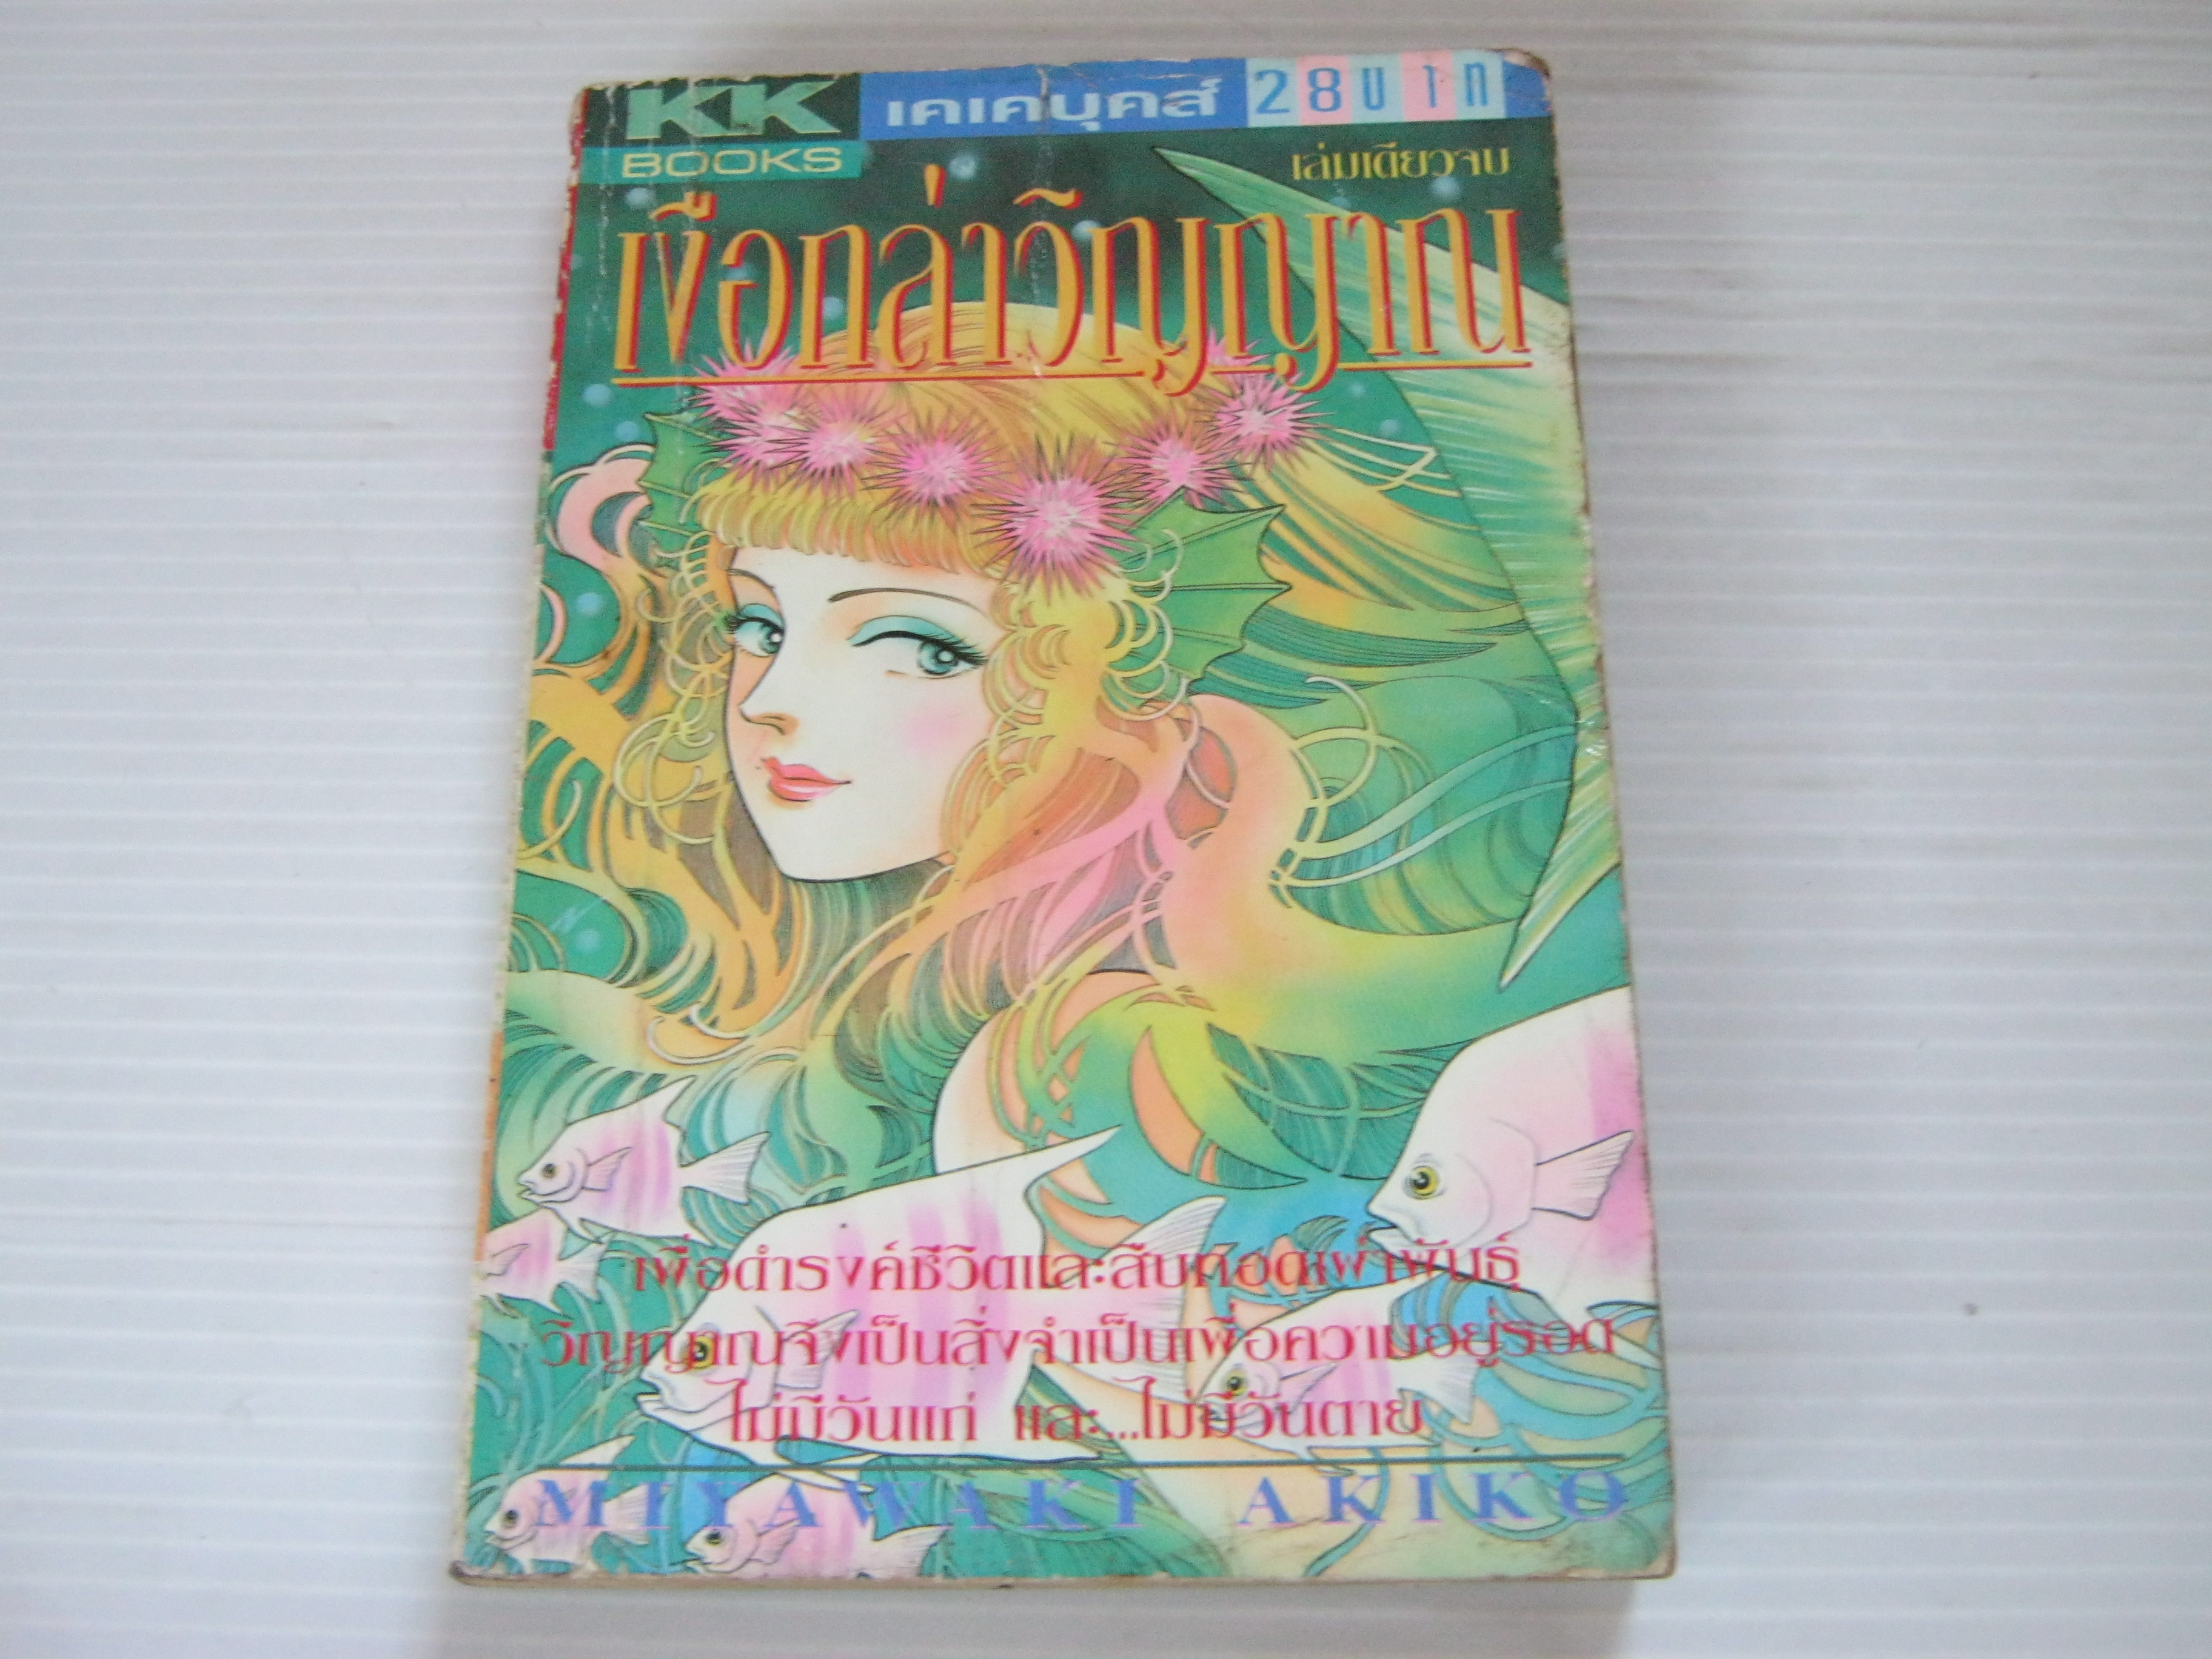 KK เคเคบุคส์ 28บาท
BOOKS
เล่มเดียวจบ
เงือกล่าวิญญาณ
เพื่อดำรงค์ชีวิตและสืบทอดเผ่าพันธุ์
วิญญาณจึงเป็นสิ่งจำเป็นเพื่อความอยู่รอด
ไม่มีวันแก่ และ...ไม่มีวันตาย
MIYAWAKI AKIKO